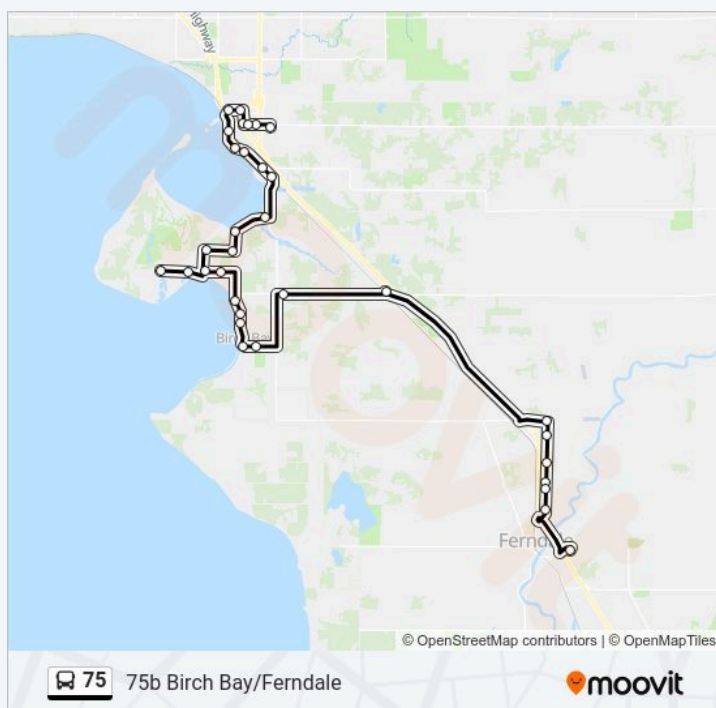 Highway
Birch Bay
Ferndale
© OpenStreetMap contributors | © OpenMapTiles
75 75b Birch Bay/Ferndale moovit